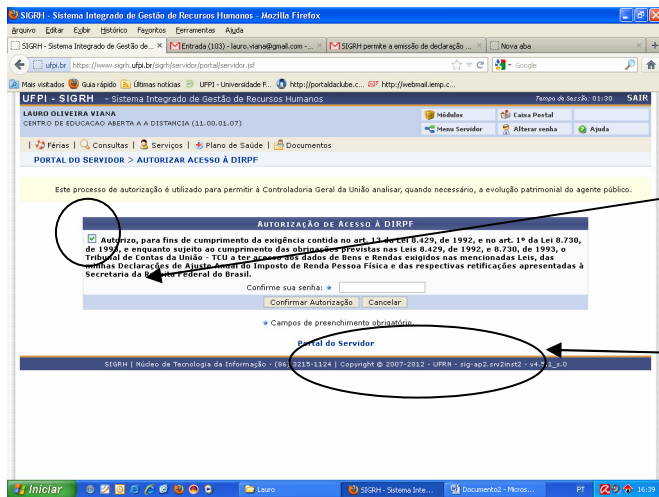 SIGRH - Sistema Integrado de Gestão de Recursos Humanos - Mozilla Firefox
Arquivo Editar Exibir Histórico Favoritos Ferramentas Ajuda
SIGRH - Sistema Integrado de Gestão de... × Entrada (103) - lauro.viana@gmail.com -... × SIGRH permite a emissão de declaração ... × Nova aba
ufpi.br https://www.sigrh.ufpi.br/sigrh/servidor/portal/servidor.jsf Google
Mais visitados Guia rápido Últimas notícias UFPI - Universidade F... http://portaldaclube.c... http://webmail.iemp.c...
UFPI - SIGRH - Sistema Integrado de Gestão de Recursos Humanos Tempo de Sessão: 01:30 SAIR
LAURO OLIVEIRA VIANA Módulos Caixa Postal
CENTRO DE EDUCACAO ABERTA A A DISTANCIA (11.00.01.07) Menu Servidor Alterar senha Ajuda
| Férias | Consultas | Serviços | Plano de Saúde | Documentos
PORTAL DO SERVIDOR > AUTORIZAR ACESSO À DIRPF
Este processo de autorização é utilizado para permitir à Controladoria Geral da União analisar, quando necessário, a evolução patrimonial do agente público.
AUTORIZAÇÃO DE ACESSO À DIRPF
Autorizo, para fins de cumprimento da exigência contida no art. 13 da Lei 8.429, de 1992, e no art. 1º da Lei 8.730,
de 1993, e enquanto sujeito ao cumprimento das obrigações previstas nas Leis 8.429, de 1992, e 8.730, de 1993, o
Tribunal de Contas da União - TCU a ter acesso aos dados de Bens e Rendas exigidos nas mencionadas Leis, das
minhas Declarações de Ajuste Anual do Imposto de Renda Pessoa Física e das respectivas retificações apresentadas à
Secretaria da Receita Federal do Brasil.
Confirme sua senha:
Confirmar Autorização Cancelar
Campos de preenchimento obrigatório.
Portal do Servidor
SIGRH | Núcleo de Tecnologia da Informação - (86) 3215-1124 | Copyright © 2007-2012 - UFRN - sig-ap2.srv2inst2 - v4.5.1_s.0
Iniciar Lauro SIGRH - Sistema Inte... Documento2 - Micros... PT 16:39